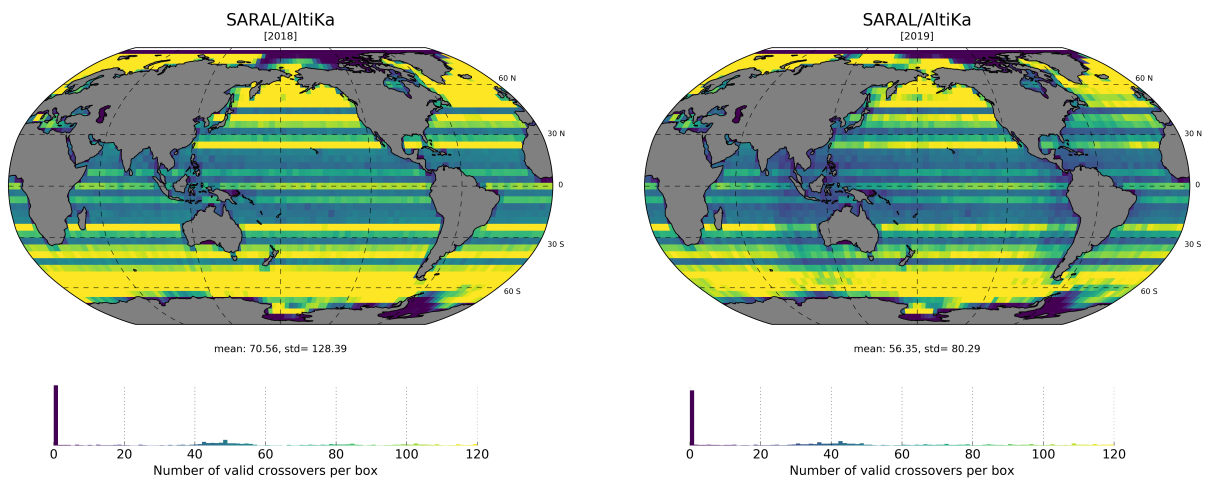 SARAL/AltiKa
[2018]
60 N
30 N
0
30 S
60 S
mean: 70.56, std= 128.39
0 20 40 60 80 100 120
Number of valid crossovers per box
SARAL/AltiKa
[2019]
60 N
30 N
0
30 S
60 S
mean: 56.35, std= 80.29
0 20 40 60 80 100 120
Number of valid crossovers per box